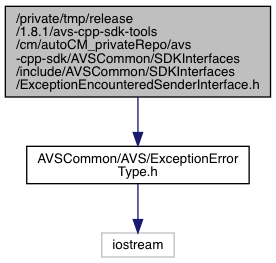 /private/tmp/release
/1.8.1/avs-cpp-sdk-tools
/cm/autoCM_privateRepo/avs
-cpp-sdk/AVSCommon/SDKInterfaces
/include/AVSCommon/SDKInterfaces
/ExceptionEncounteredSenderInterface.h
AVSCommon/AVS/ExceptionError
Type.h
iostream